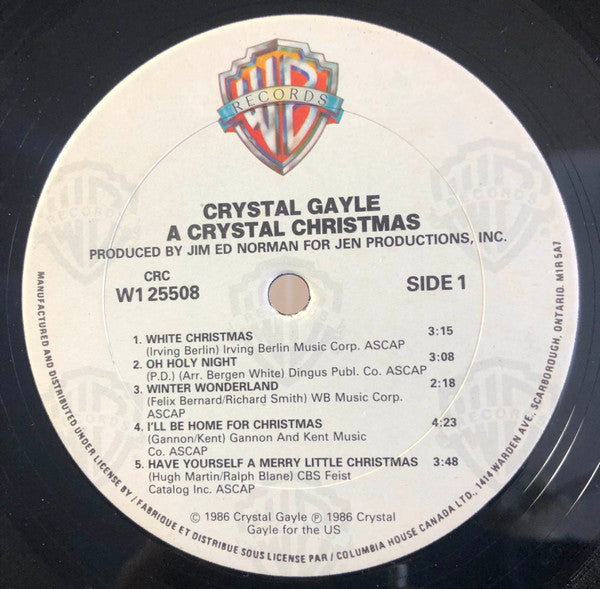 WB
RECORDS
CRYSTAL GAYLE
A CRYSTAL CHRISTMAS
PRODUCED BY JIM ED NORMAN FOR JEN PRODUCTIONS, INC.
CRC
W1 25508
SIDE 1
1. WHITE CHRISTMAS 3:15
(Irving Berlin) Irving Berlin Music Corp. ASCAP
2. OH HOLY NIGHT 3:08
(P.D.) (Arr. Bergen White) Dingus Publ. Co. ASCAP
3. WINTER WONDERLAND 2:18
(Felix Bernard/Richard Smith) WB Music Corp.
ASCAP
4. I'LL BE HOME FOR CHRISTMAS 4:23
(Gannon/Kent) Gannon And Kent Music
Co. ASCAP
5. HAVE YOURSELF A MERRY LITTLE CHRISTMAS 3:48
(Hugh Martin/Ralph Blane) CBS Feist
Catalog Inc. ASCAP
© 1986 Crystal Gayle ℗ 1986 Crystal
Gayle for the US
MANUFACTURED AND DISTRIBUTED UNDER LICENSE BY / FABRIQUE ET DISTRIBUE SOUS LICENSE PAR / COLUMBIA HOUSE CANADA LTD., 1414 WARDEN AVE., SCARBOROUGH, ONTARIO. M1R 5A7